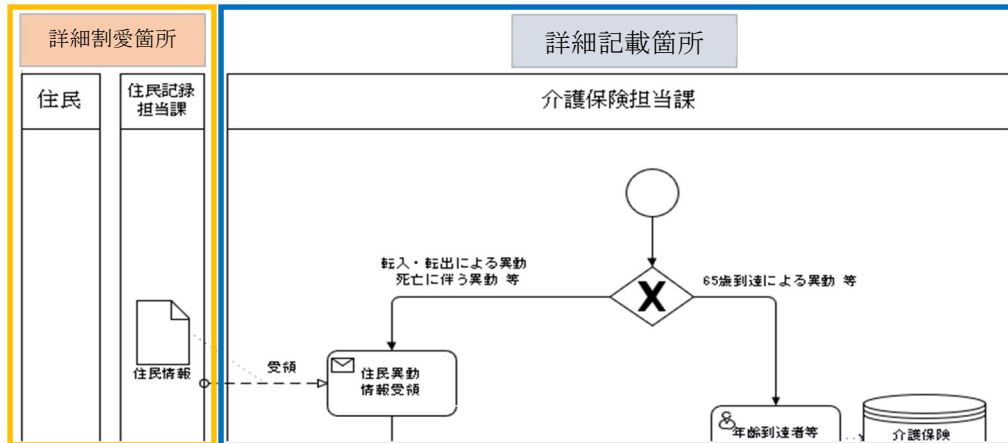 詳細割愛箇所
詳細記載箇所
住民
住民記録
担当課
介護保険担当課
転入・転出による異動
死亡に伴う異動 等
65歳到達による異動 等
X
住民情報
受領
住民異動
情報受領
年齢到達者等
介護保険